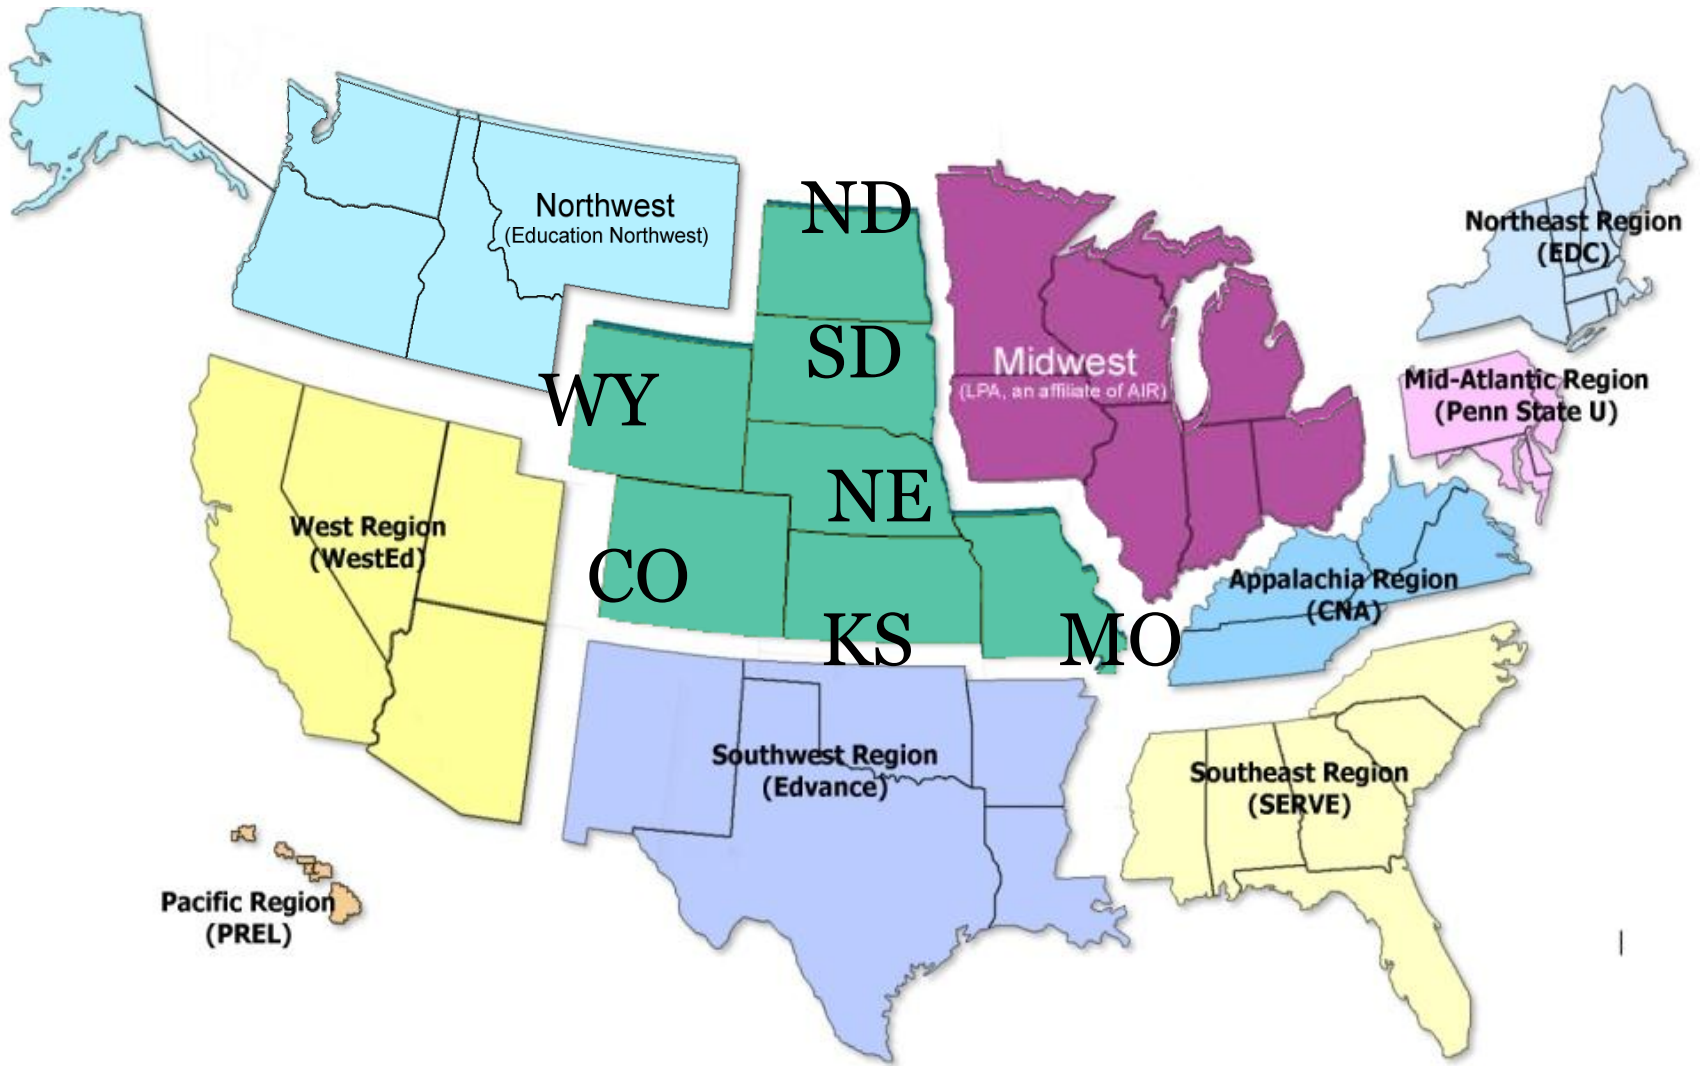 ND
Northwest
(Education Northwest)
Northeast Region
(EDC)
SD
Midwest
(LPA, an affiliate of AIR)
WY
Mid-Atlantic Region
(Penn State U)
NE
West Region
(WestEd)
CO
Appalachia Region
(CNA)
KS
MO
Southwest Region
(Edvance)
Southeast Region
(SERVE)
Pacific Region
(PREL)